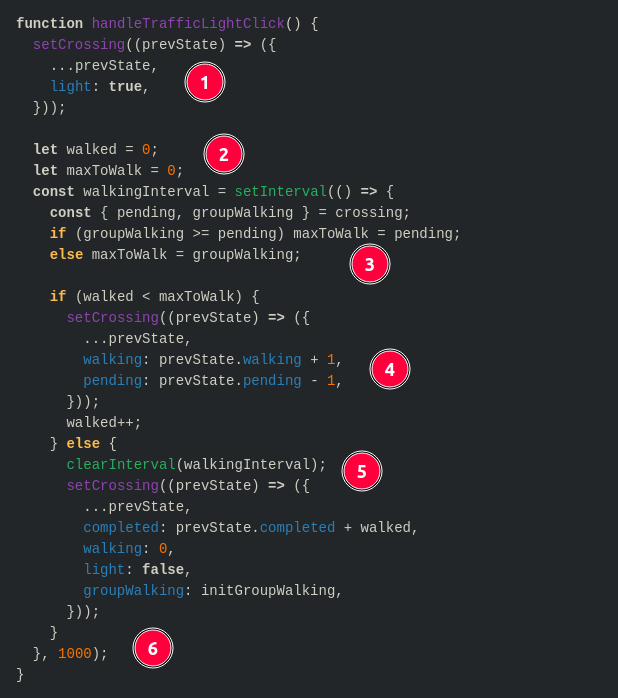 function handleTrafficLightClick() {
  setCrossing((prevState) => ({
    ...prevState,
    light: true,
1
  }));
  let walked = 0;
2
  let maxToWalk = 0;
  const walkingInterval = setInterval(() => {
    const { pending, groupWalking } = crossing;
    if (groupWalking >= pending) maxToWalk = pending;
    else maxToWalk = groupWalking;
3
    if (walked < maxToWalk) {
      setCrossing((prevState) => ({
        ...prevState,
        walking: prevState.walking + 1,
4
        pending: prevState.pending - 1,
      }));
      walked++;
    } else {
      clearInterval(walkingInterval);
5
      setCrossing((prevState) => ({
        ...prevState,
        completed: prevState.completed + walked,
        walking: 0,
        light: false,
        groupWalking: initGroupWalking,
      }));
    }
  }, 1000);
6
}